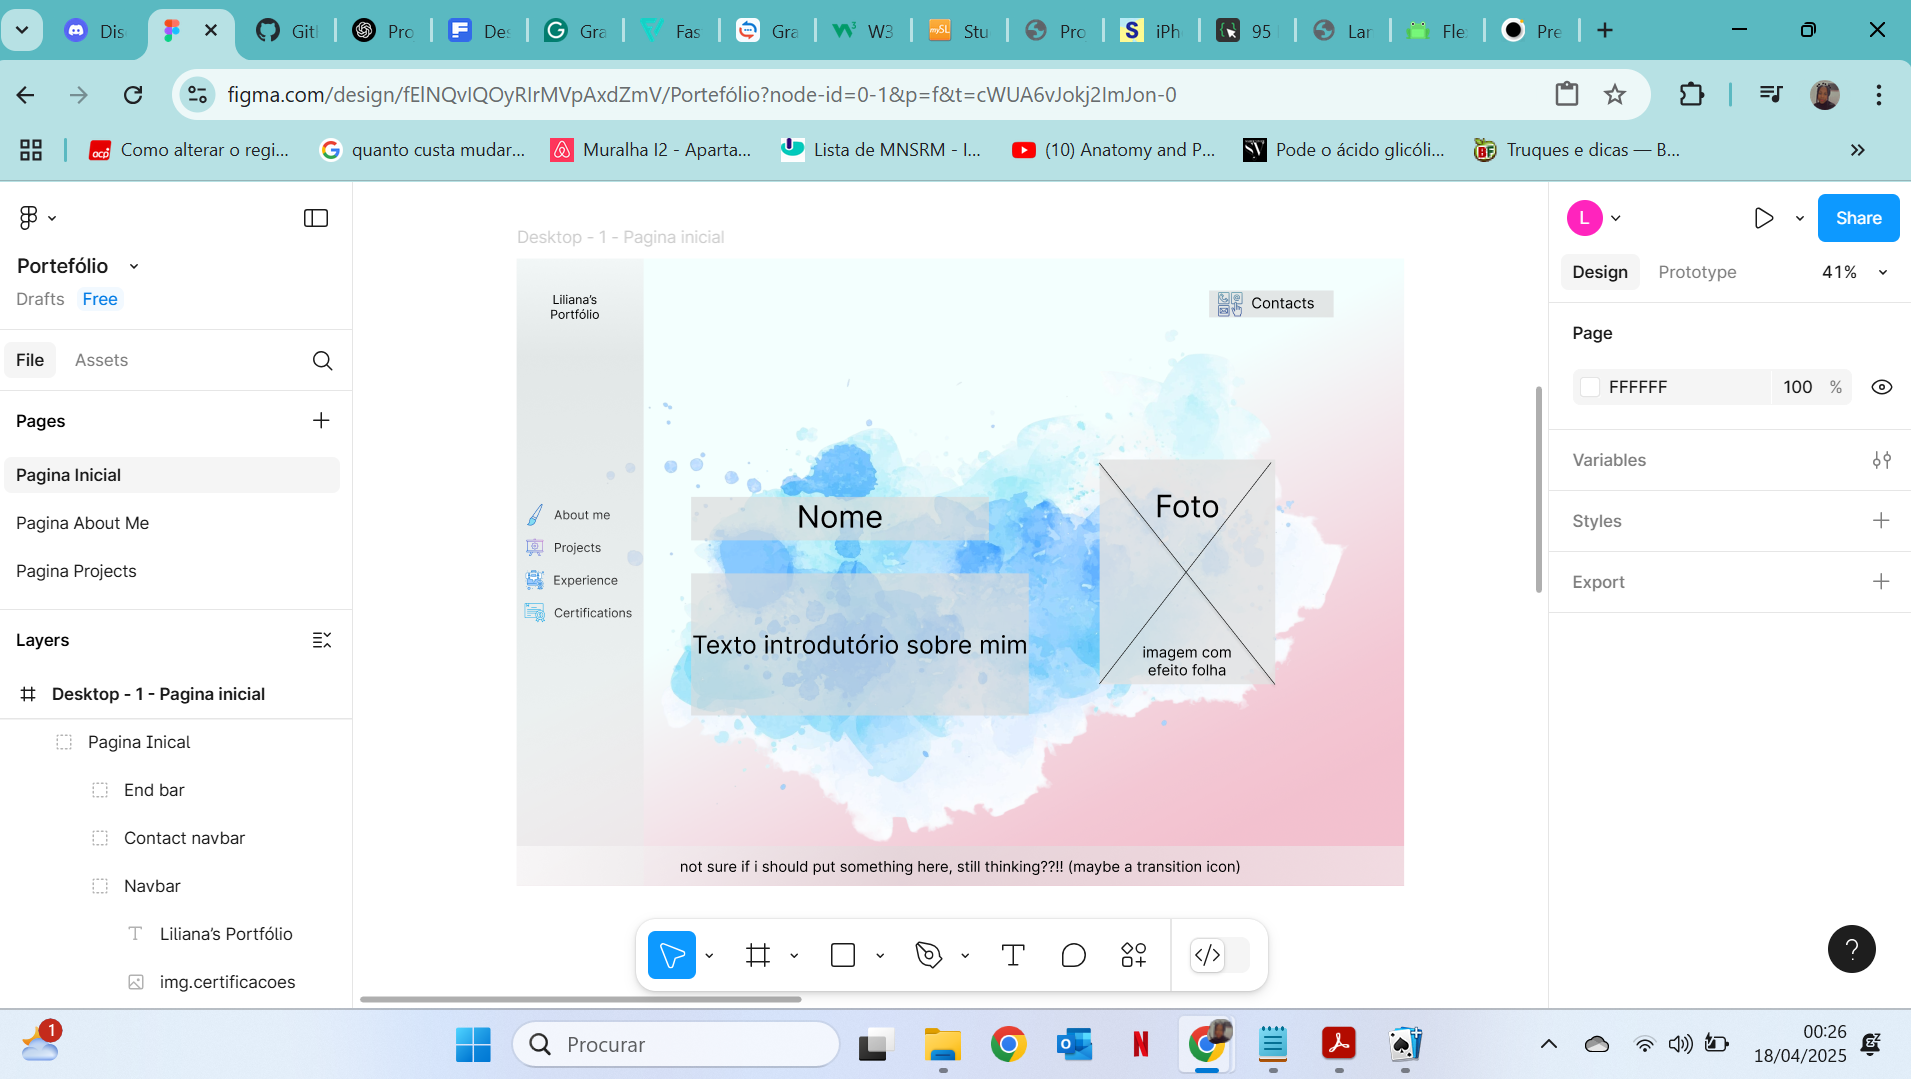 Dis
Git
Pro
Des
Gra
Fas
Gra
W3
Stu
Pro
iPh
95
Lar
Fle
Pre
figma.com/design/fElNQvIQOyRIrMVpAxdZmV/Portefólio?node-id=0-1&p=f&t=cWUA6vJokj2ImJon-0
Como alterar o regi...
quanto custa mudar...
Muralha I2 - Aparta...
Lista de MNSRM - I...
(10) Anatomy and P...
Pode o ácido glicóli...
Truques e dicas — B...
Portefólio
Drafts Free
File Assets
Pages
Pagina Inicial
Pagina About Me
Pagina Projects
Layers
Desktop - 1 - Pagina inicial
Pagina Inical
End bar
Contact navbar
Navbar
Liliana’s Portfólio
img.certificacoes
Desktop - 1 - Pagina inicial
Liliana’s
Portfólio
Contacts
About me
Projects
Experience
Certifications
Nome
Texto introdutório sobre mim
Foto
imagem com
efeito folha
not sure if i should put something here, still thinking??!! (maybe a transition icon)
L
Share
Design Prototype 41%
Page
FFFFFF 100 %
Variables
Styles
Export
?
1
Procurar
00:26
18/04/2025